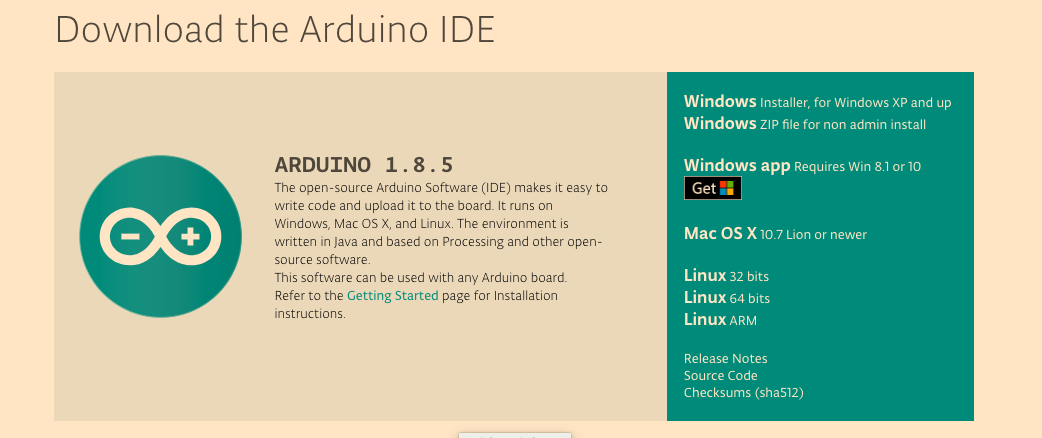 Download the Arduino IDE
ARDUINO 1.8.5
The open-source Arduino Software (IDE) makes it easy to
write code and upload it to the board. It runs on
Windows, Mac OS X, and Linux. The environment is
written in Java and based on Processing and other open-
source software.
This software can be used with any Arduino board.
Refer to the Getting Started page for Installation
instructions.
Windows Installer, for Windows XP and up
Windows ZIP file for non admin install
Windows app Requires Win 8.1 or 10
Get
Mac OS X 10.7 Lion or newer
Linux 32 bits
Linux 64 bits
Linux ARM
Release Notes
Source Code
Checksums (sha512)